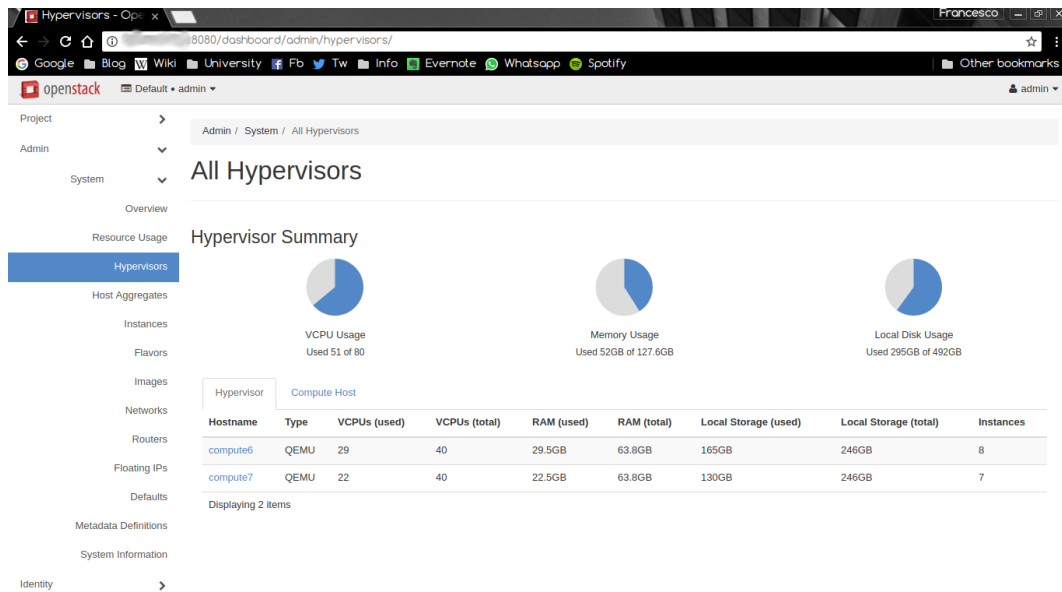 Hypervisors - Ope
Francesco
8080/dashboard/admin/hypervisors/
Google Blog Wiki University Fb Tw Info Evernote Whatsapp Spotify Other bookmarks
openstack Default • admin admin
Project
Admin
System
Overview
Resource Usage
Hypervisors
Host Aggregates
Instances
Flavors
Images
Networks
Routers
Floating IPs
Defaults
Metadata Definitions
System Information
Identity
Admin / System / All Hypervisors
All Hypervisors
Hypervisor Summary
VCPU Usage
Used 51 of 80
Memory Usage
Used 52GB of 127.6GB
Local Disk Usage
Used 295GB of 492GB
Hypervisor Compute Host
Hostname Type VCPUs (used) VCPUs (total) RAM (used) RAM (total) Local Storage (used) Local Storage (total) Instances
compute6 QEMU 29 40 29.5GB 63.8GB 165GB 246GB 8
compute7 QEMU 22 40 22.5GB 63.8GB 130GB 246GB 7
Displaying 2 items